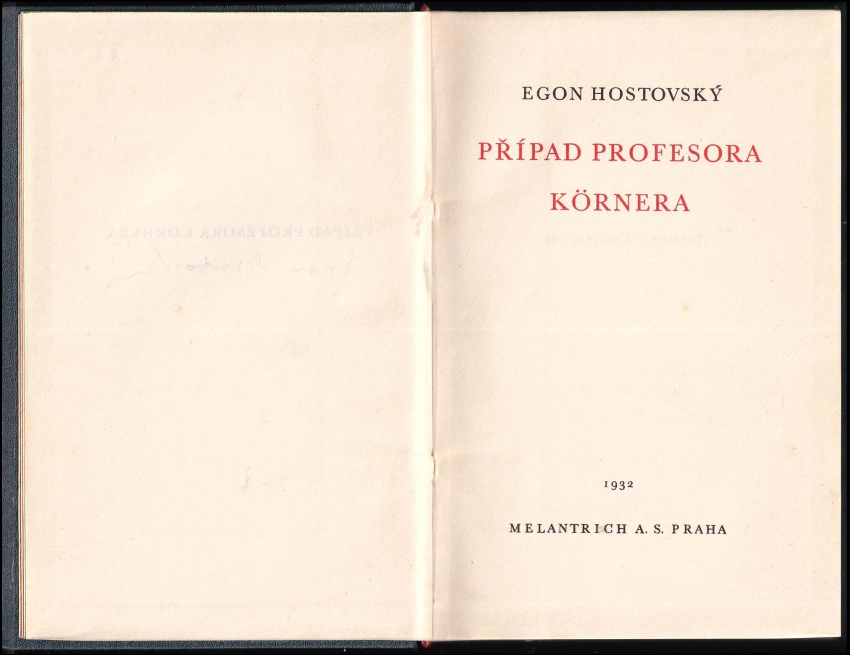 EGON HOSTOVSKÝ
PŘÍPAD PROFESORA
KÖRNERA
1932
MELANTRICH A. S. PRAHA